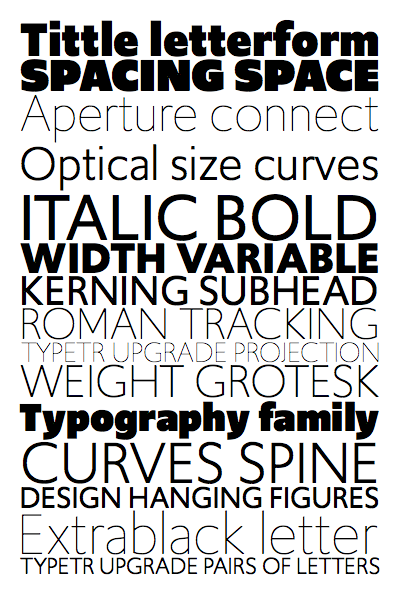 Tittle letterform
SPACING SPACE
Aperture connect
Optical size curves
ITALIC BOLD
WIDTH VARIABLE
KERNING SUBHEAD
ROMAN TRACKING
TYPETR UPGRADE PROJECTION
WEIGHT GROTESK
Typography family
CURVES SPINE
DESIGN HANGING FIGURES
Extrablack letter
TYPETR UPGRADE PAIRS OF LETTERS